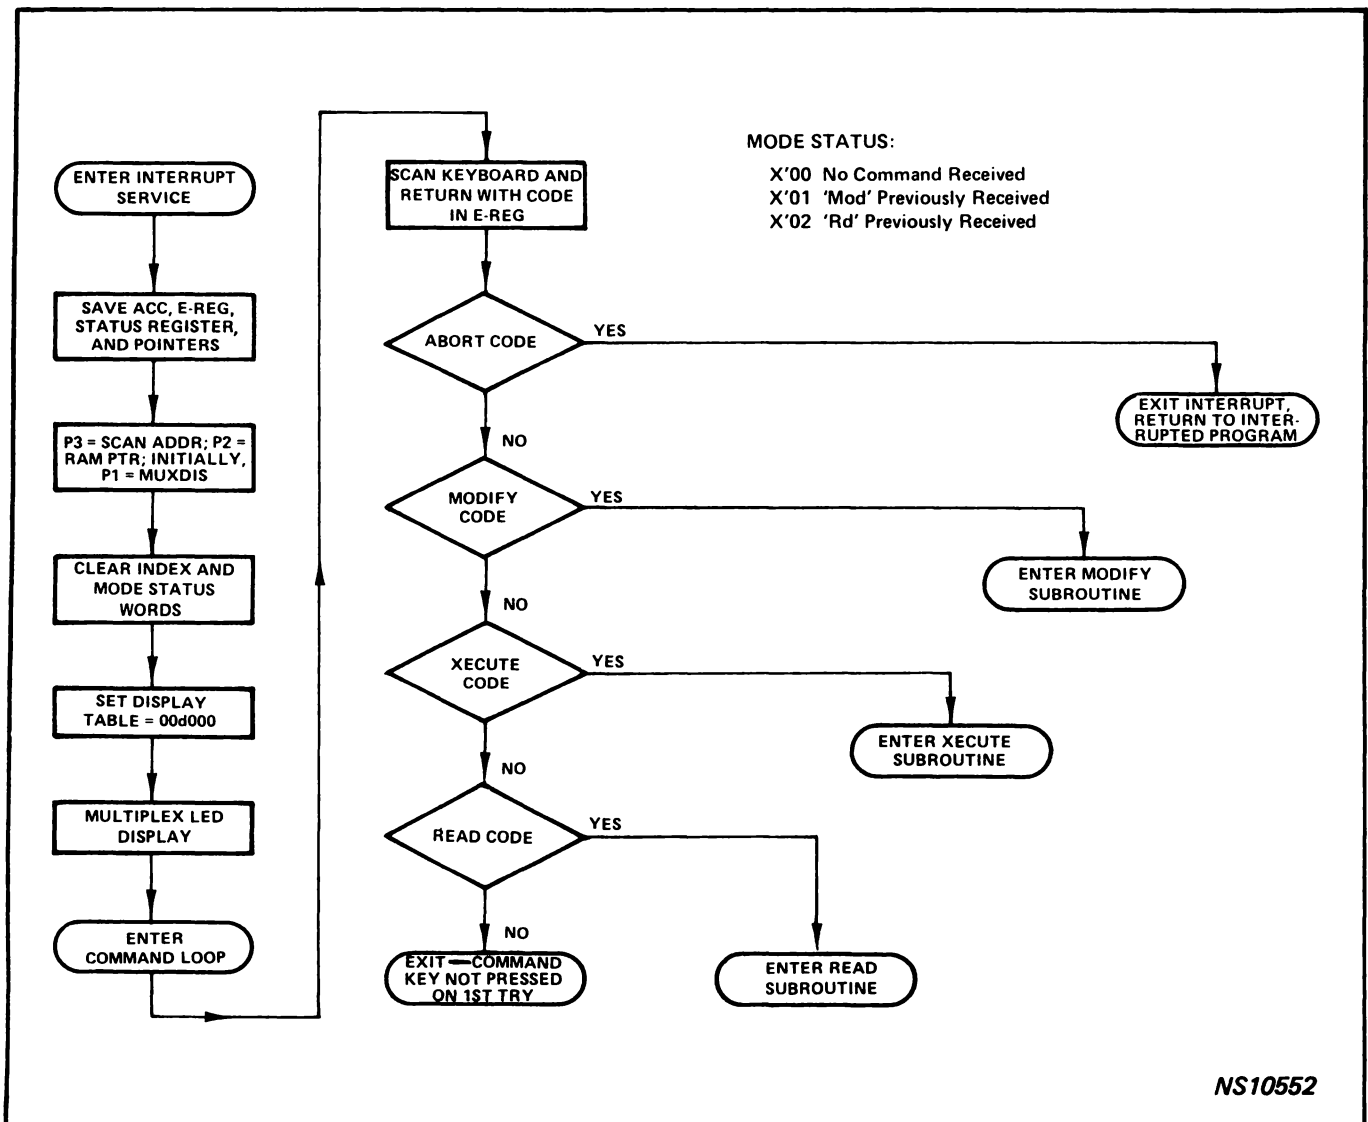 ENTER INTERRUPT
SERVICE
SAVE ACC, E-REG,
STATUS REGISTER,
AND POINTERS
P3 = SCAN ADDR; P2 =
RAM PTR; INITIALLY,
P1 = MUXDIS
CLEAR INDEX AND
MODE STATUS
WORDS
SET DISPLAY
TABLE = 00d000
MULTIPLEX LED
DISPLAY
ENTER
COMMAND LOOP
SCAN KEYBOARD AND
RETURN WITH CODE
IN E-REG
ABORT CODE
YES
EXIT INTERRUPT,
RETURN TO INTER-
RUPTED PROGRAM
NO
MODIFY
CODE
YES
ENTER MODIFY
SUBROUTINE
NO
XECUTE
CODE
YES
ENTER XECUTE
SUBROUTINE
NO
READ CODE
YES
ENTER READ
SUBROUTINE
NO
EXIT — COMMAND
KEY NOT PRESSED
ON 1ST TRY
MODE STATUS:
X'00 No Command Received
X'01 'Mod' Previously Received
X'02 'Rd' Previously Received
NS10552